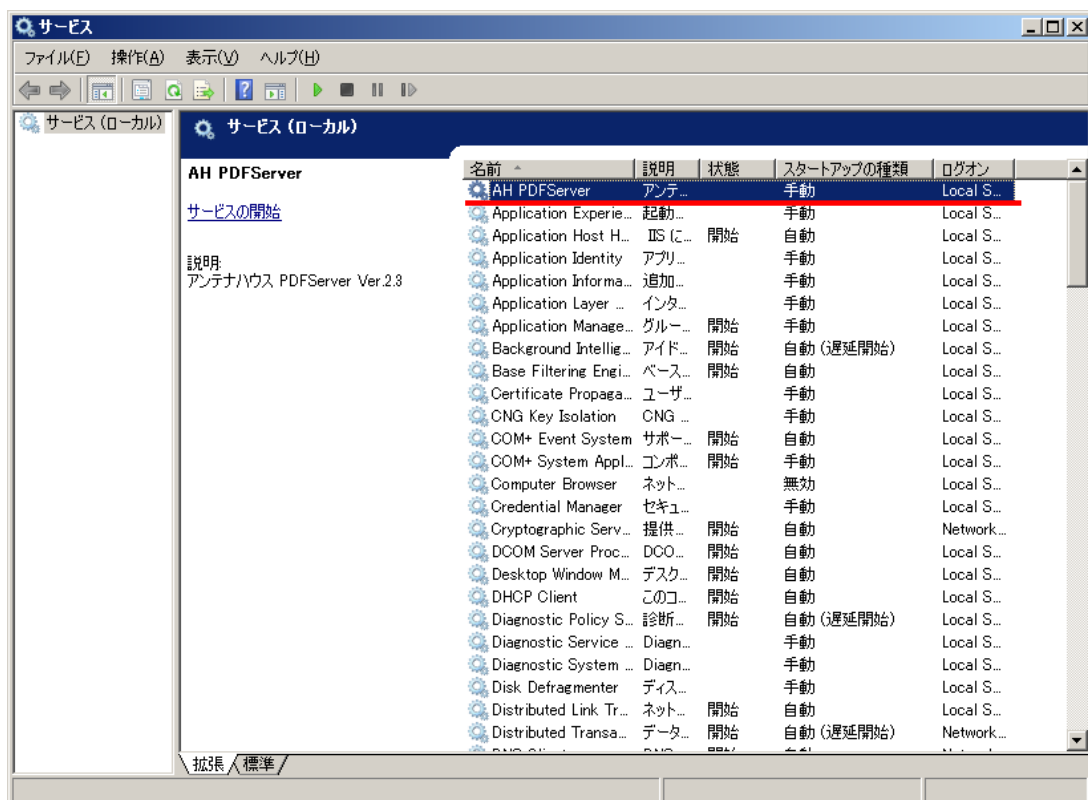 サービス
ファイル(F) 操作(A) 表示(V) ヘルプ(H)
サービス (ローカル)
サービス (ローカル)
AH PDFServer
サービスの開始
説明:
アンテナハウス PDFServer Ver.2.3
名前 説明 状態 スタートアップの種類 ログオン
AH PDFServer アンテ... 手動 Local S...
Application Experie... 起動... 手動 Local S...
Application Host H... IIS に... 開始 自動 Local S...
Application Identity アプリ... 手動 Local S...
Application Informa... 追加... 手動 Local S...
Application Layer ... インタ... 手動 Local S...
Application Manage... グルー... 開始 手動 Local S...
Background Intellig... アイド... 開始 自動 (遅延開始) Local S...
Base Filtering Engi... ベース... 開始 自動 Local S...
Certificate Propaga... ユーザ... 手動 Local S...
CNG Key Isolation CNG ... 手動 Local S...
COM+ Event System サポー... 開始 自動 Local S...
COM+ System Appl... コンポ... 開始 手動 Local S...
Computer Browser ネット... 無効 Local S...
Credential Manager セキュ... 手動 Local S...
Cryptographic Serv... 提供... 開始 自動 Network...
DCOM Server Proc... DCO... 開始 自動 Local S...
Desktop Window M... デスク... 開始 自動 Local S...
DHCP Client このコ... 開始 自動 Local S...
Diagnostic Policy S... 診断... 開始 自動 (遅延開始) Local S...
Diagnostic Service ... Diagn... 手動 Local S...
Diagnostic System ... Diagn... 手動 Local S...
Disk Defragmenter ディス... 手動 Local S...
Distributed Link Tr... ネット... 開始 自動 Local S...
Distributed Transa... データ... 開始 自動 (遅延開始) Network...
拡張 標準